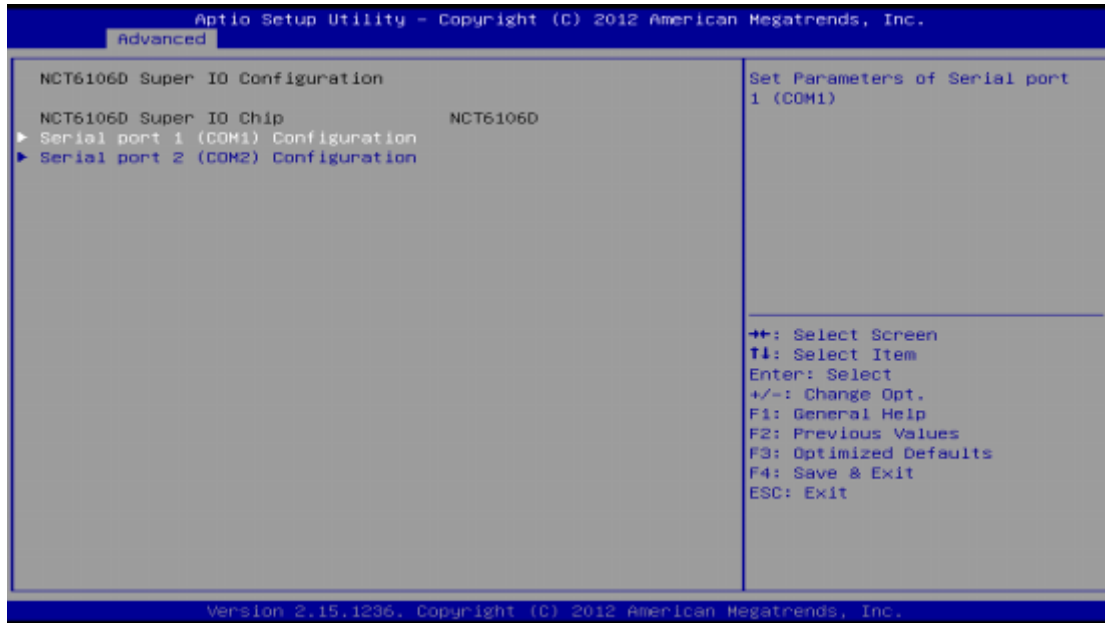 Aptio Setup Utility - Copyright (C) 2012 American Megatrends, Inc.
Advanced
NCT6106D Super IO Configuration
NCT6106D Super IO Chip NCT6106D
▶ Serial port 1 (COM1) Configuration
▶ Serial port 2 (COM2) Configuration
Set Parameters of Serial port
1 (COM1)
→←: Select Screen
↑↓: Select Item
Enter: Select
+/-: Change Opt.
F1: General Help
F2: Previous Values
F3: Optimized Defaults
F4: Save & Exit
ESC: Exit
Version 2.15.1236. Copyright (C) 2012 American Megatrends, Inc.